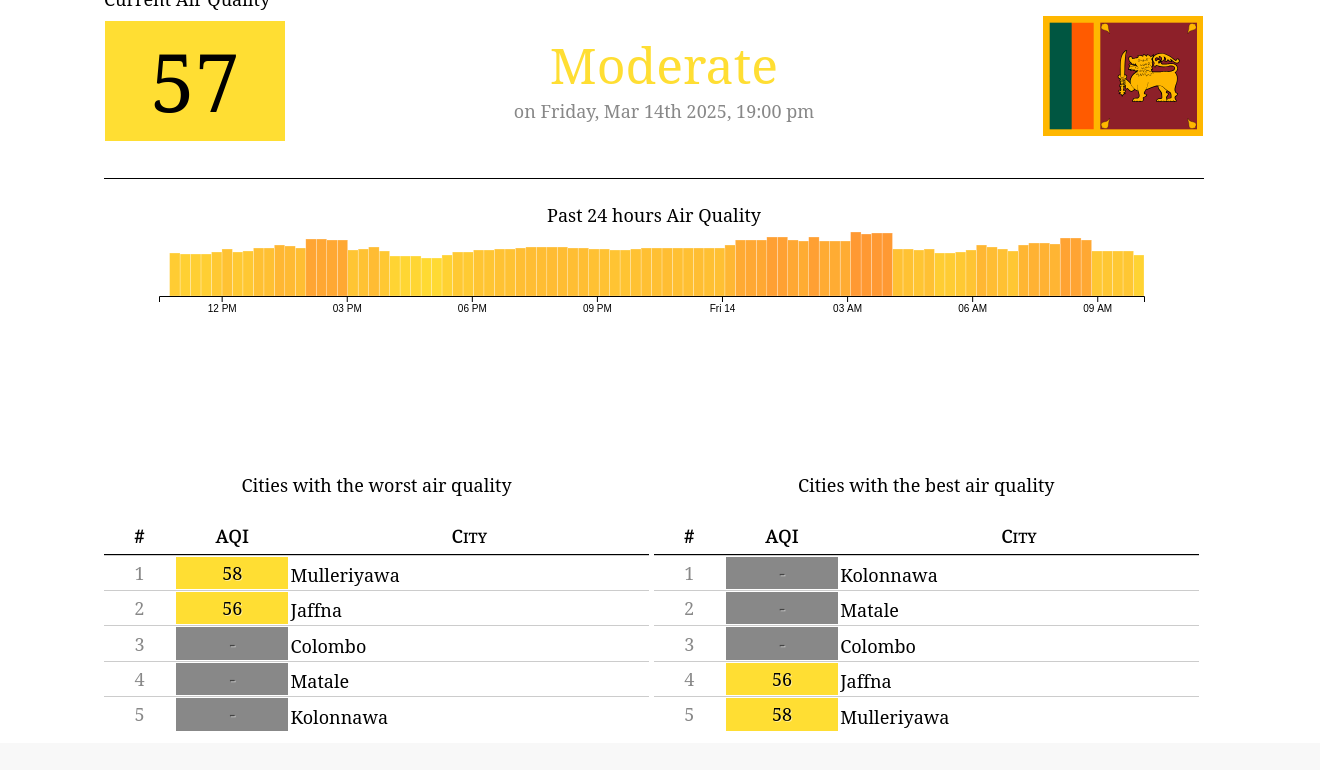 Current Air Quality
57
Moderate
on Friday, Mar 14th 2025, 19:00 pm
Past 24 hours Air Quality
12 PM 03 PM 06 PM 09 PM Fri 14 03 AM 06 AM 09 AM
Cities with the worst air quality
# AQI City
1 58 Mulleriyawa
2 56 Jaffna
3 - Colombo
4 - Matale
5 - Kolonnawa
Cities with the best air quality
# AQI City
1 - Kolonnawa
2 - Matale
3 - Colombo
4 56 Jaffna
5 58 Mulleriyawa